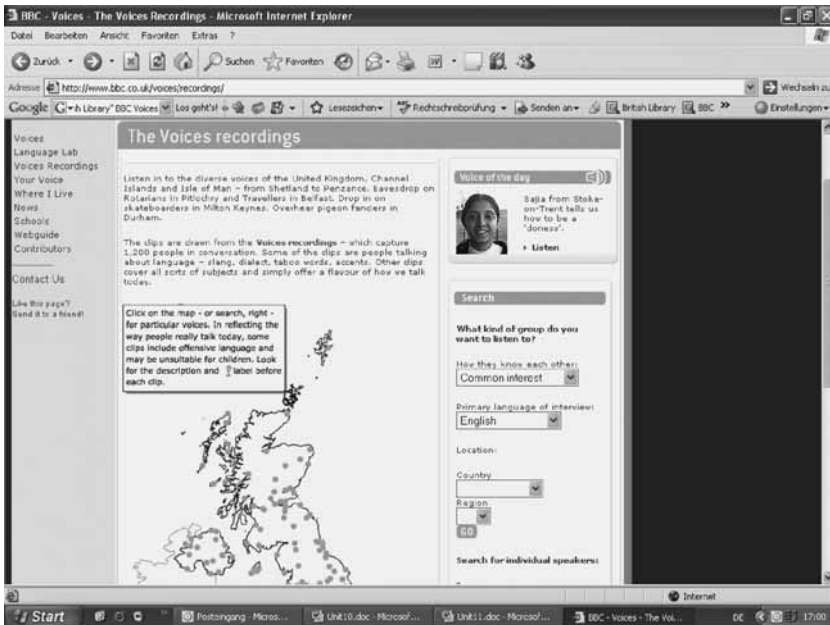 BBC - Voices - The Voices Recordings - Microsoft Internet Explorer
Datei Bearbeiten Ansicht Favoriten Extras ?
Zurück Suchen Favoriten
Adresse http://www.bbc.co.uk/voices/recordings/ Wechseln zu
Google BBC Voices Los geht's! Lesezeichen Rechtschreibprüfung Senden an British Library BBC Einstellungen
Voices
Language Lab
Voices Recordings
Your Voice
Where I Live
News
Schools
Webguide
Contributors
Contact Us
Like this page?
Send it to a friend!
The Voices recordings
Listen in to the diverse voices of the United Kingdom, Channel
Islands and Isle of Man - from Shetland to Penzance. Eavesdrop on
Rotarians in Pitlochry and Travellers in Belfast. Drop in on
skateboarders in Milton Keynes. Overhear pigeon fanciers in
Durham.
The clips are drawn from the Voices recordings - which capture
1,200 people in conversation. Some of the clips are people talking
about language - slang, dialect, taboo words, accents. Other clips
cover all sorts of subjects and simply offer a flavour of how we talk
today.
Click on the map - or search, right -
for particular voices. In reflecting the
way people really talk today, some
clips include offensive language and
may be unsuitable for children. Look
for the description and label before
each clip.
Voice of the day
Sajia from Stoke-
on-Trent tells us
how to be a
'doness'.
Listen
Search
What kind of group do you
want to listen to?
How they know each other:
Common interest
Primary language of interview:
English
Location:
Country
Region
GO
Search for individual speakers:
Internet
Start Posteingang - Micros... Unit10.doc - Microsof... Unit11.doc - Microsof... BBC - Voices - The Voi... DE 17:00